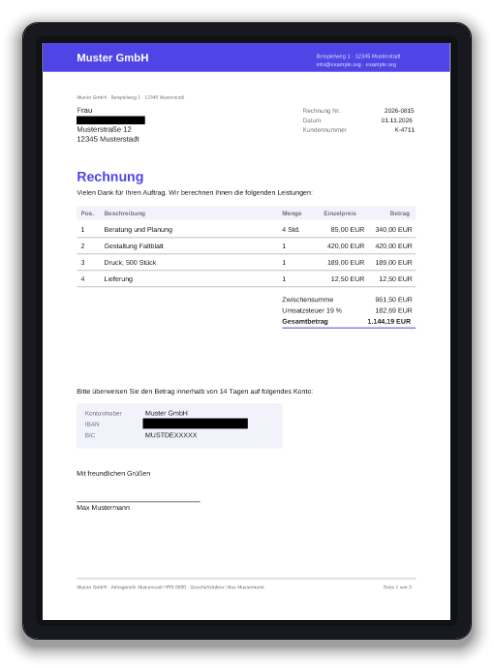 Muster GmbH
Beispielweg 1 · 12345 Musterstadt
info@example.org · example.org
Muster GmbH · Beispielweg 1 · 12345 Musterstadt
Frau
Musterstraße 12
12345 Musterstadt
Rechnung Nr. 2026-0815
Datum 01.11.2026
Kundennummer K-4711
Rechnung
Vielen Dank für Ihren Auftrag. Wir berechnen Ihnen die folgenden Leistungen:
Pos. Beschreibung Menge Einzelpreis Betrag
1 Beratung und Planung 4 Std. 85,00 EUR 340,00 EUR
2 Gestaltung Faltblatt 1 420,00 EUR 420,00 EUR
3 Druck, 500 Stück 1 189,00 EUR 189,00 EUR
4 Lieferung 1 12,50 EUR 12,50 EUR
Zwischensumme 961,50 EUR
Umsatzsteuer 19 % 182,69 EUR
Gesamtbetrag 1.144,19 EUR
Bitte überweisen Sie den Betrag innerhalb von 14 Tagen auf folgendes Konto:
Kontoinhaber Muster GmbH
IBAN
BIC MUSTDEXXXXX
Mit freundlichen Grüßen
Max Mustermann
Muster GmbH · Amtsgericht Musterstadt HRB 0000 · Geschäftsführer: Max Mustermann
Seite 1 von